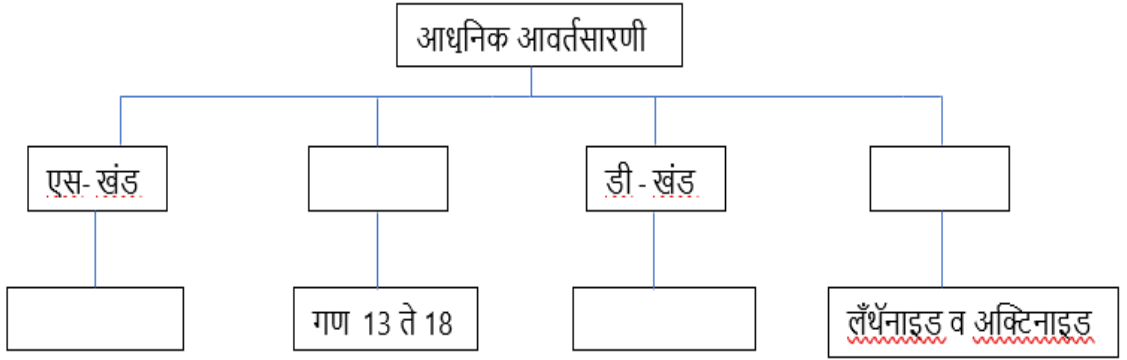 आधुनिक आवर्तसारणी
एस- खंड
डी - खंड
गण 13 ते 18
लँथॅनाइड व अक्टिनाइड